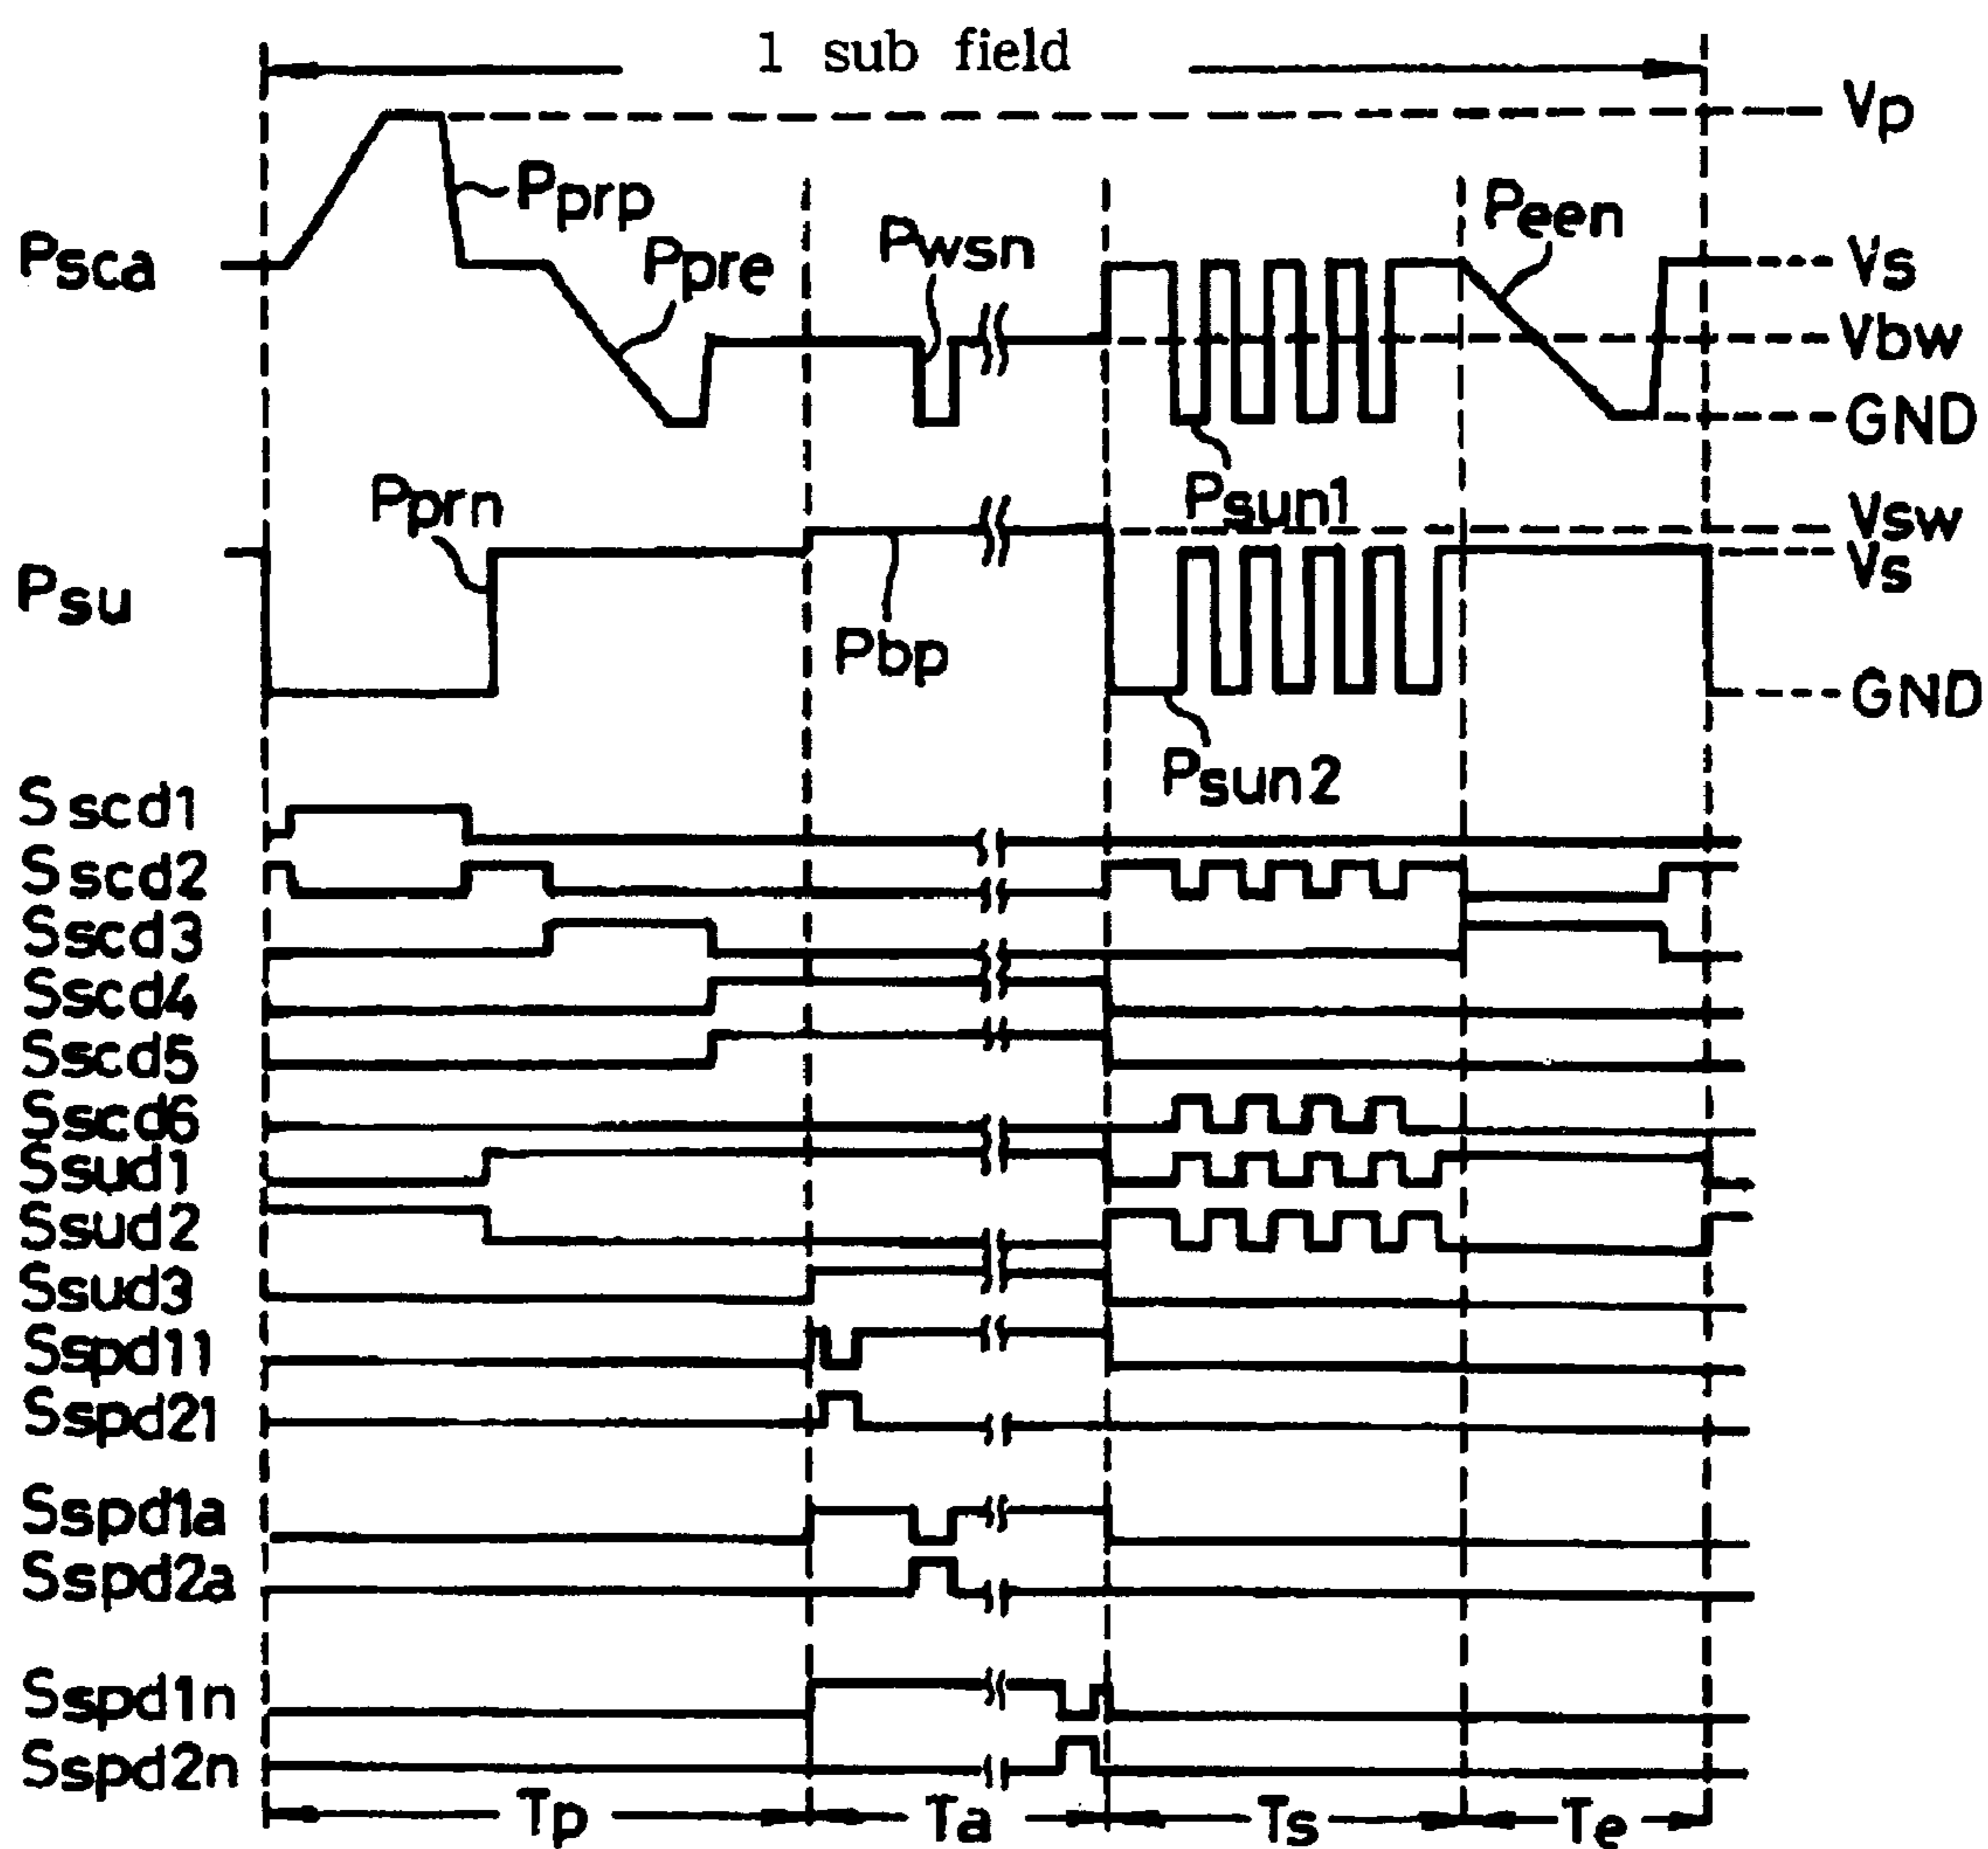 1 sub field
Vp
Pprp
Psca
Ppre
Pwsn
Peen
Vs
Vbw
GND
Pprn
Psun1
Vsw
Vs
Psu
Pbp
GND
Psun2
Sscd1
Sscd2
Sscd3
Sscd4
Sscd5
Sscd6
Ssud1
Ssud2
Ssud3
Sspd11
Sspd21
Sspd1a
Sspd2a
Sspd1n
Sspd2n
Tp Ta Ts Te